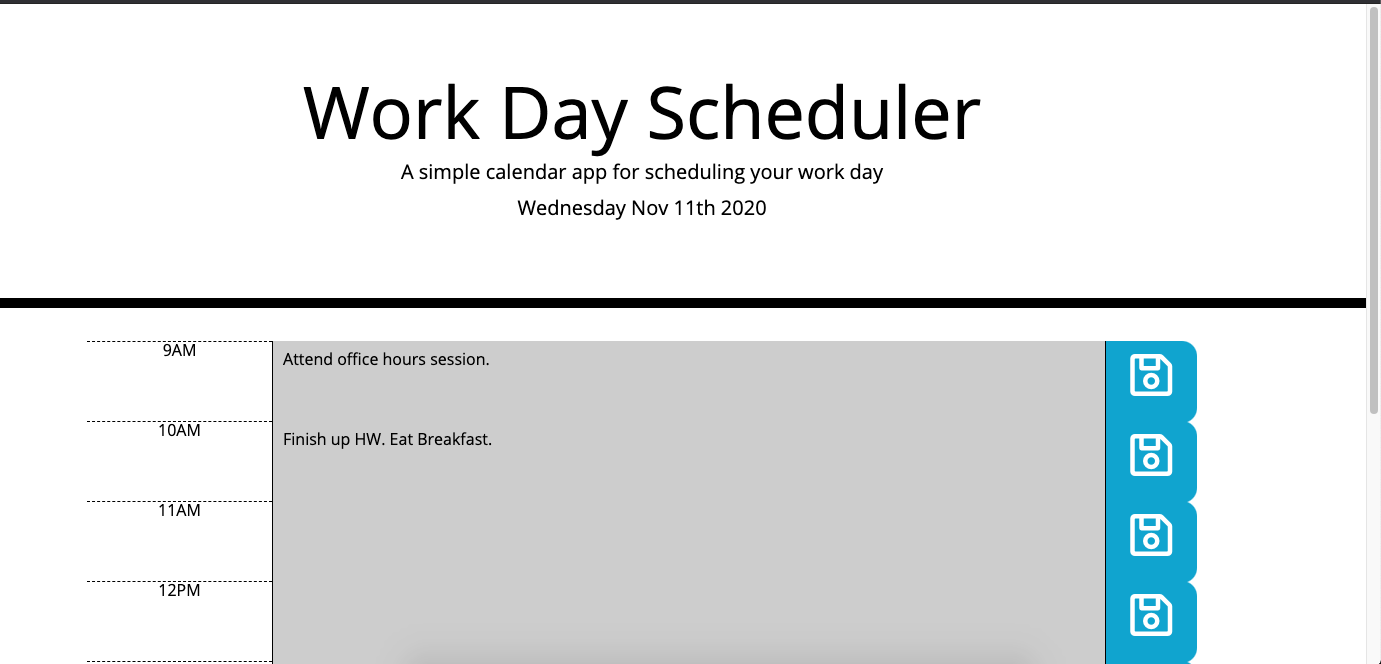 Work Day Scheduler
A simple calendar app for scheduling your work day
Wednesday Nov 11th 2020
9AM
Attend office hours session.
10AM
Finish up HW. Eat Breakfast.
11AM
12PM